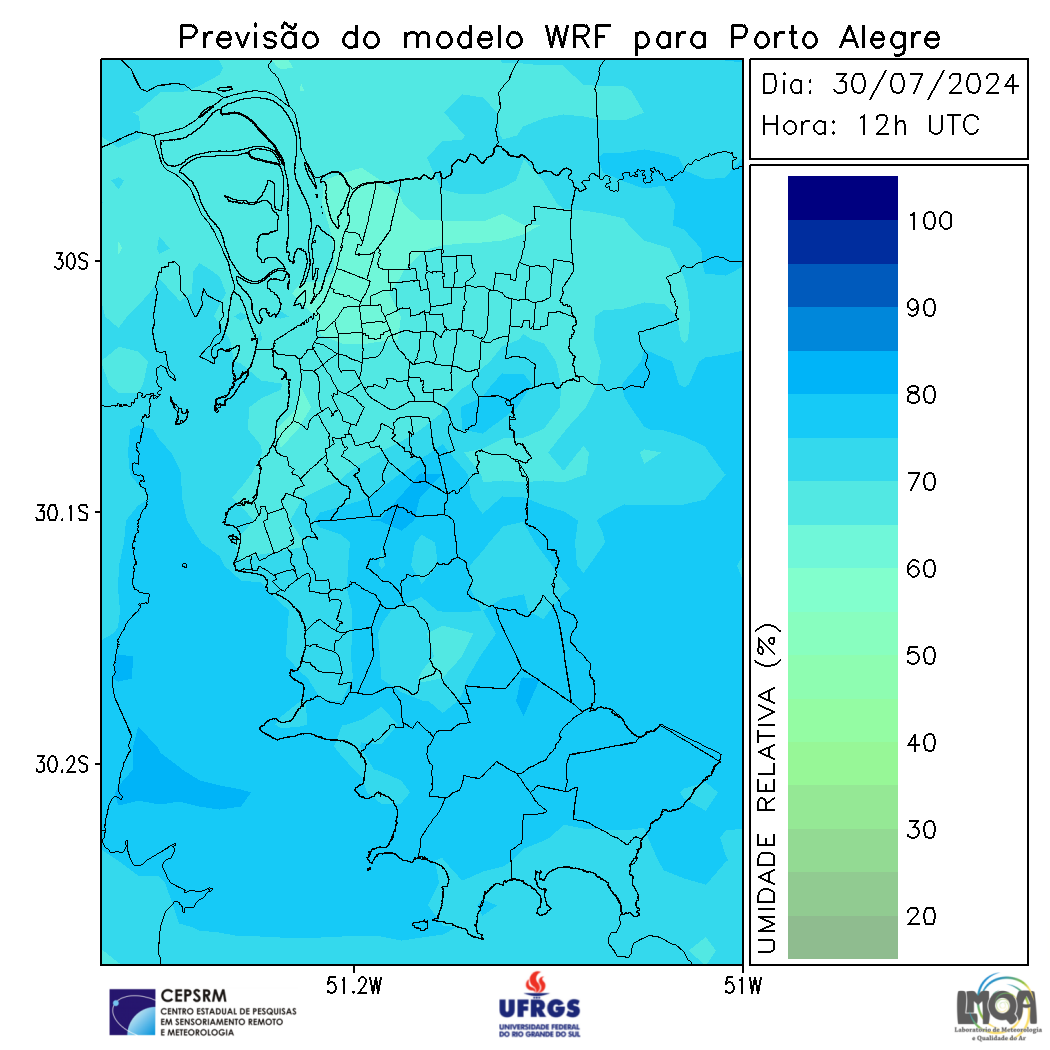 Previsão do modelo WRF para Porto Alegre
Dia: 30/07/2024
Hora: 12h UTC
100
90
80
70
60
50
40
30
20
UMIDADE RELATIVA (%)
30S
30.1S
30.2S
51.2W
51W
CEPSRM
CENTRO ESTADUAL DE PESQUISAS
EM SENSORIAMENTO REMOTO
E METEOROLOGIA
UFRGS
UNIVERSIDADE FEDERAL
DO RIO GRANDE DO SUL
LMQA
Laboratório de Meteorologia
e Qualidade do Ar